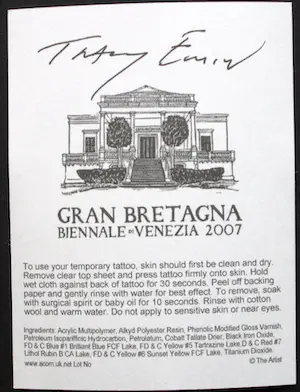 Tracey Emin
GRAN BRETAGNA
BIENNALE DI VENEZIA 2007
To use your temporary tattoo, skin should first be clean and dry.
Remove clear top sheet and press tattoo firmly onto skin. Hold
wet cloth against back of tattoo for 30 seconds. Peel off backing
paper and gently rinse with water for best effect. To remove, soak
with surgical spirit or baby oil for 10 seconds. Rinse with cotton
wool and warm water. Do not apply to sensitive skin or near eyes.
Ingredients: Acrylic Multipolymer, Alkyd Polyester Resin, Phenolic Modified Gloss Varnish,
Petroleum Isopariffinic Hydrocarbon, Petrolatum, Cobalt Tallate Drier, Black Iron Oxide,
FD & C Blue #1 Brilliant Blue FCF Lake, FD & C Yellow #5 Tartrazine Lake,D & C Red #7
Lithol Rubin B CA Lake, FD & C Yellow #6 Sunset Yellow FCF Lake, Titanium Dioxide.
www.acorn.uk.net Lot No
© The Artist